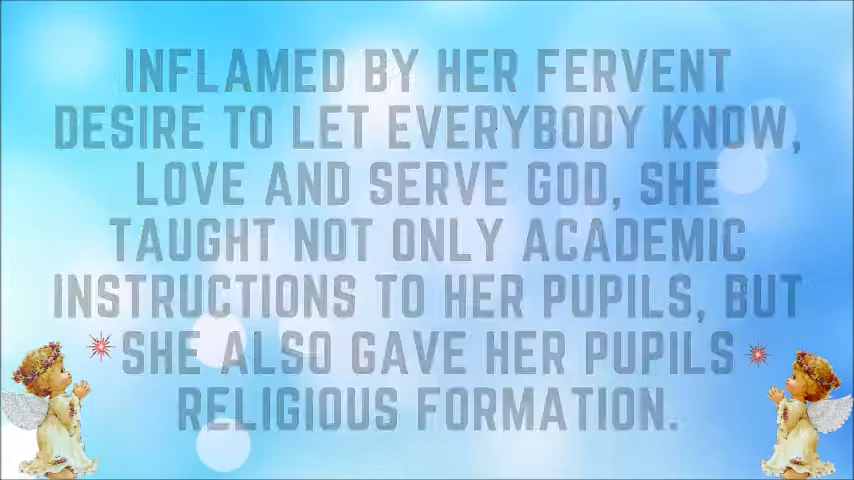 INFLAMED BY HER FERVENT
DESIRE TO LET EVERYBODY KNOW,
LOVE AND SERVE GOD, SHE
TAUGHT NOT ONLY ACADEMIC
INSTRUCTIONS TO HER PUPILS, BUT
SHE ALSO GAVE HER PUPILS
RELIGIOUS FORMATION.